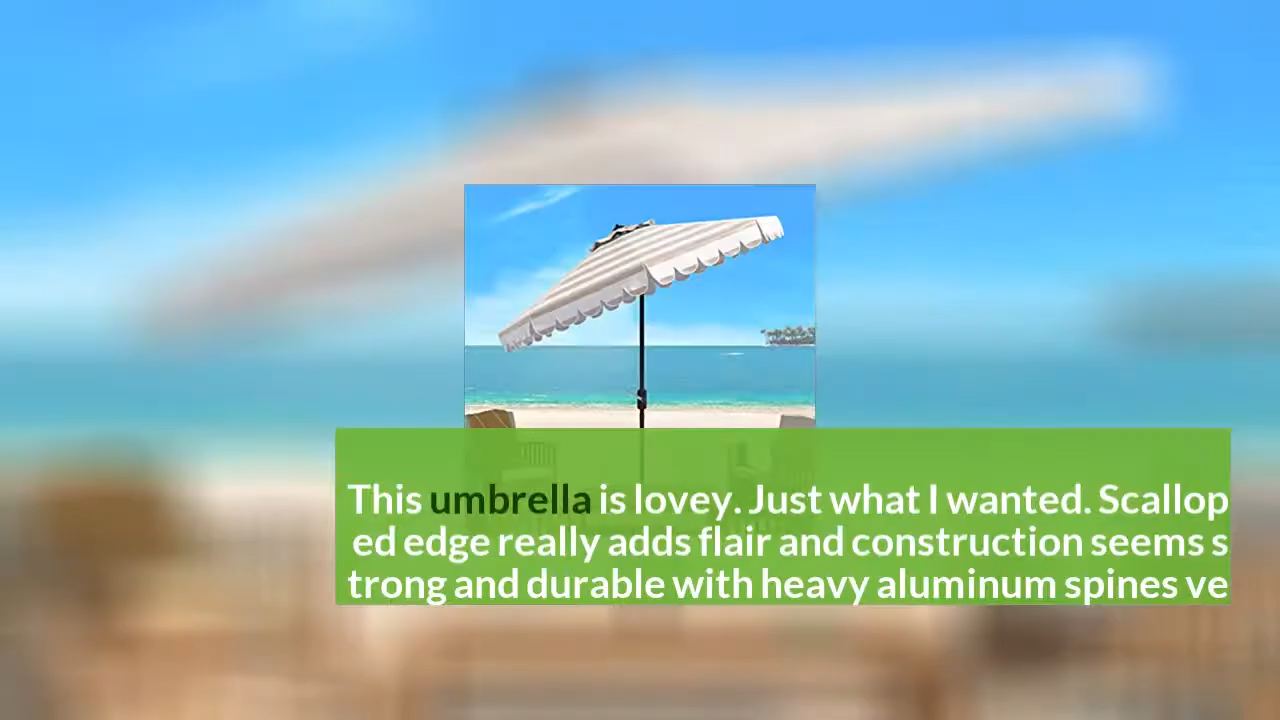 This umbrella is lovey. Just what I wanted. Scallop
ed edge really adds flair and construction seems s
trong and durable with heavy aluminum spines ve